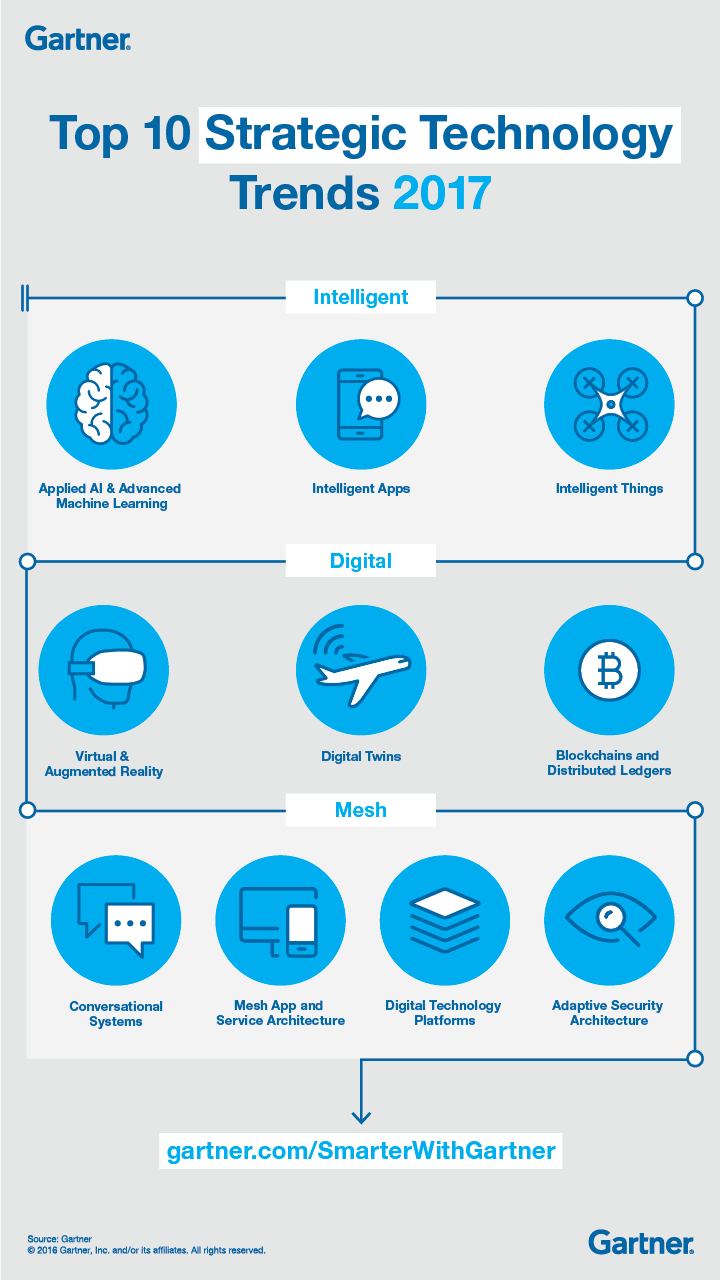 Gartner®
Top 10 Strategic Technology
Trends 2017
Intelligent
Applied AI & Advanced
Machine Learning
Intelligent Apps
Intelligent Things
Digital
Virtual &
Augmented Reality
Digital Twins
Blockchains and
Distributed Ledgers
Mesh
Conversational
Systems
Mesh App and
Service Architecture
Digital Technology
Platforms
Adaptive Security
Architecture
gartner.com/SmarterWithGartner
Source: Gartner
© 2016 Gartner, Inc. and/or its affiliates. All rights reserved.
Gartner®